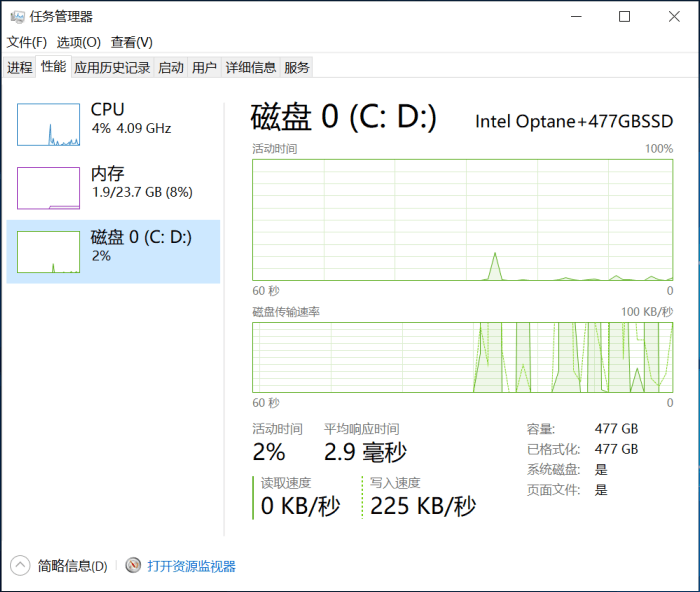 任务管理器
文件(F) 选项(O) 查看(V)
进程 性能 应用历史记录 启动 用户 详细信息 服务
CPU
4% 4.09 GHz
内存
1.9/23.7 GB (8%)
磁盘 0 (C: D:)
2%
磁盘 0 (C: D:) Intel Optane+477GBSSD
活动时间 100%
60 秒 0
磁盘传输速率 100 KB/秒
60 秒 0
活动时间 平均响应时间
2% 2.9 毫秒
读取速度 写入速度
0 KB/秒 225 KB/秒
容量: 477 GB
已格式化: 477 GB
系统磁盘: 是
页面文件: 是
简略信息(D) 打开资源监视器